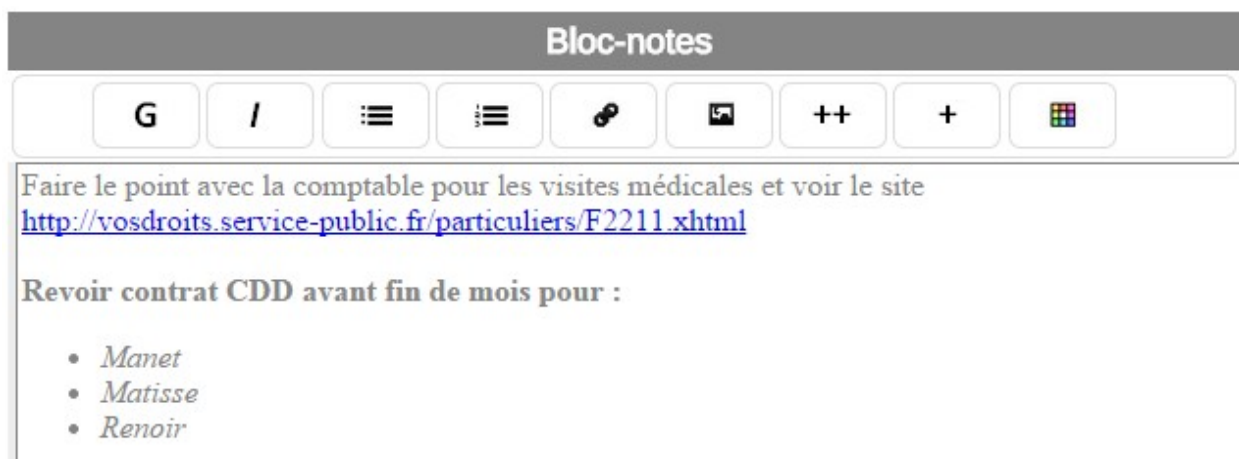 Bloc-notes
G I ++ +
Faire le point avec la comptable pour les visites médicales et voir le site
http://vosdroits.service-public.fr/particuliers/F2211.xhtml
Revoir contrat CDD avant fin de mois pour :
• Manet
• Matisse
• Renoir